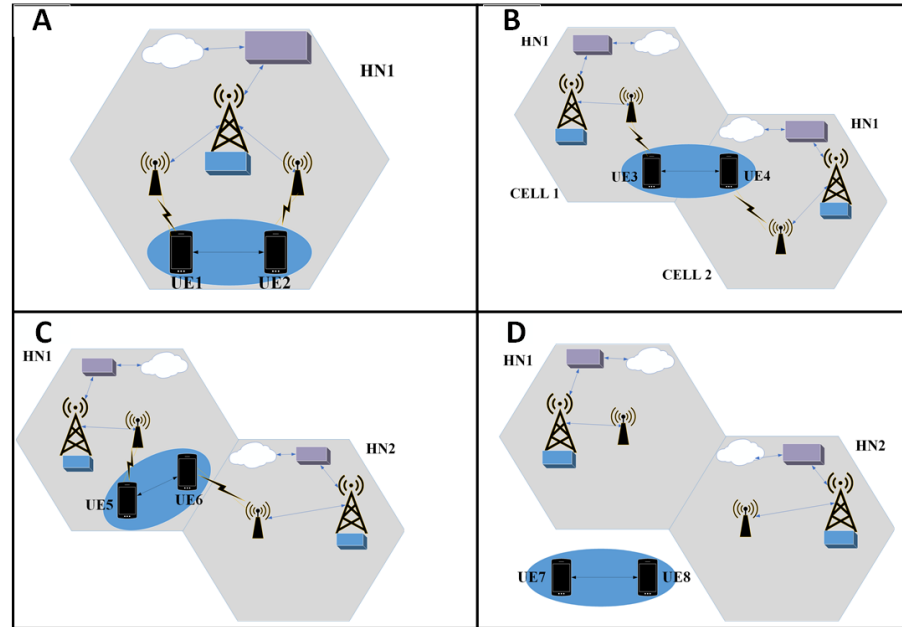 A
HN1
UE1
UE2
B
HN1
HN1
UE3
UE4
CELL 1
CELL 2
C
HN1
HN2
UE5
UE6
D
HN1
HN2
UE7
UE8